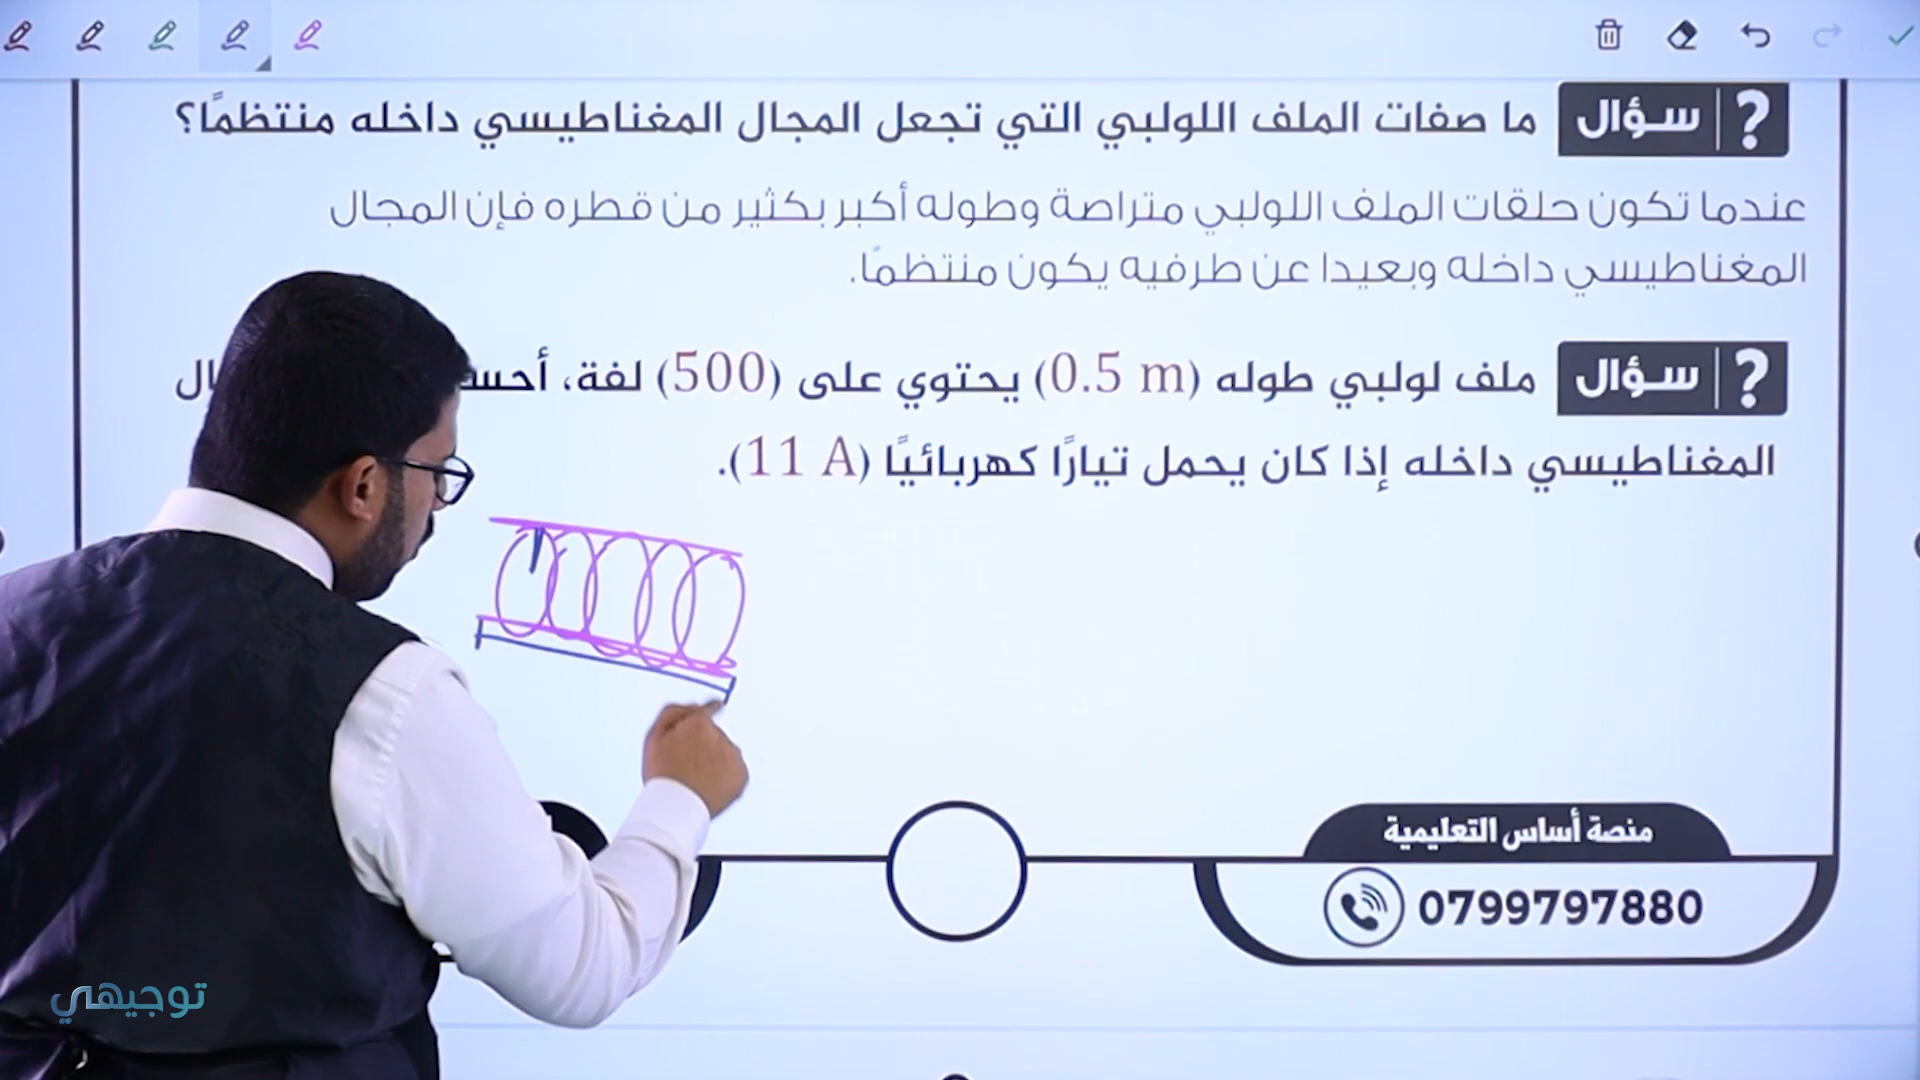 سؤال ما صفات الملف اللولبي التي تجعل المجال المغناطيسي داخله منتظمًا؟
عندما تكون حلقات الملف اللولبي متراصة وطوله أكبر بكثير من قطره فإن المجال
المغناطيسي داخله وبعيدا عن طرفيه يكون منتظمًا.
سؤال ملف لولبي طوله (0.5 m) يحتوي على (500) لفة، أحس
المغناطيسي داخله إذا كان يحمل تيارًا كهربائيًا (11 A).
منصة أساس التعليمية
0799797880
توجيهي